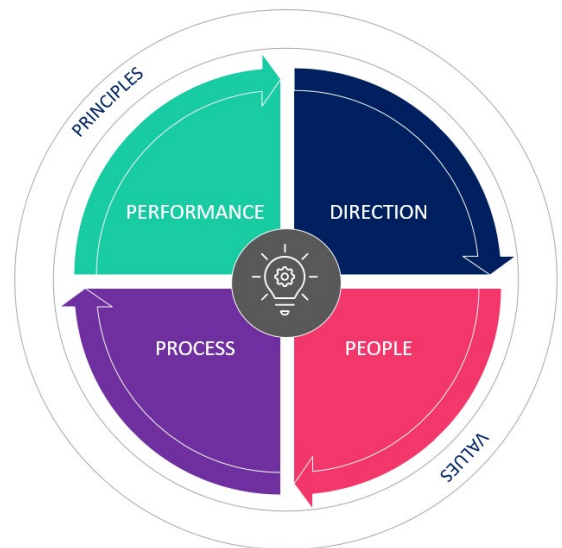 PRINCIPLES
PERFORMANCE
DIRECTION
PROCESS
PEOPLE
VALUES